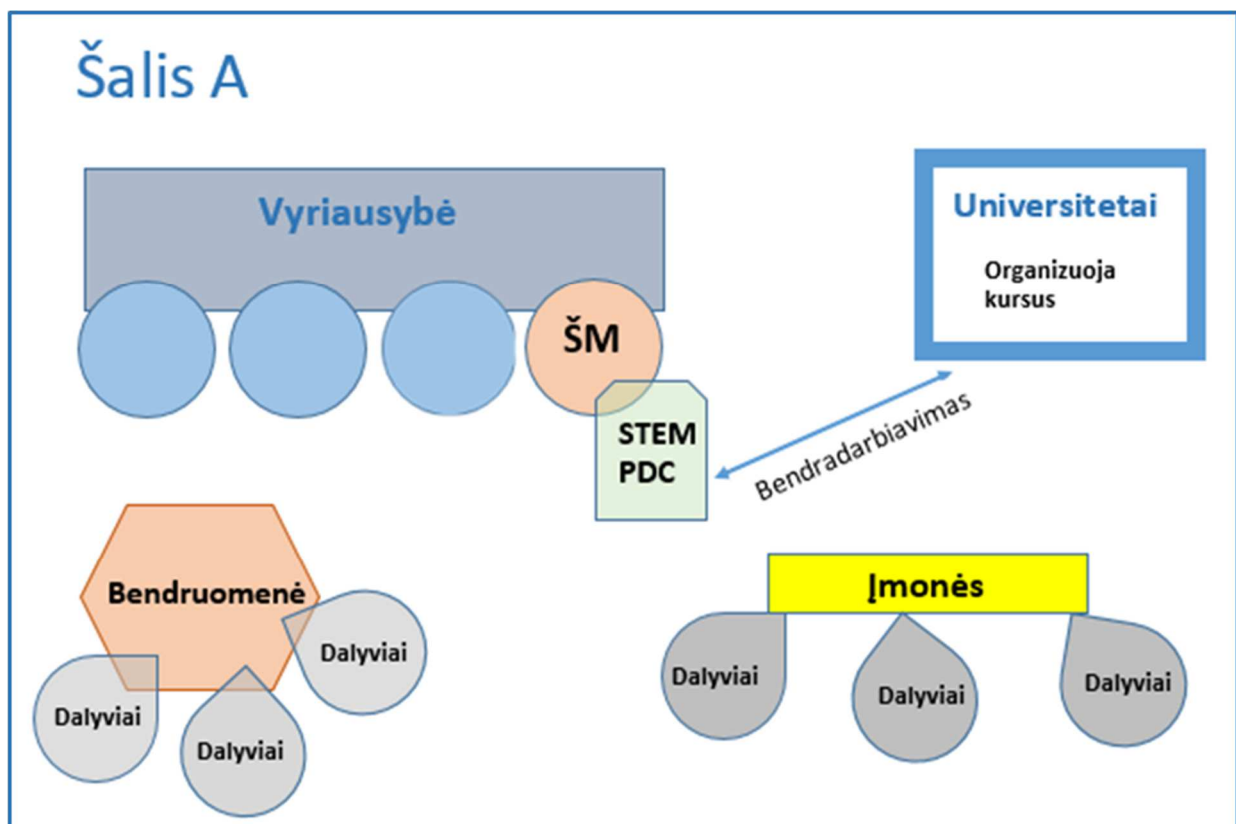 Šalis A
Vyriausybė
ŠM
STEM
PDC
Universitetai
Organizuoja
kursus
Bendradarbiavimas
Bendruomenė
Dalyviai
Dalyviai
Dalyviai
Įmonės
Dalyviai
Dalyviai
Dalyviai